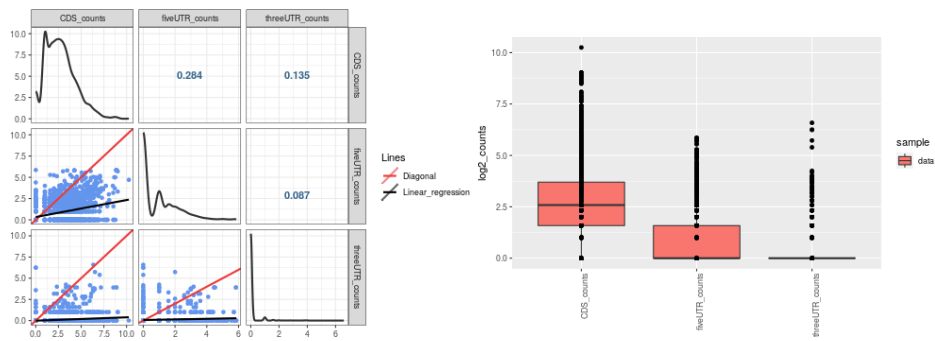 CDS_counts
fiveUTR_counts
threeUTR_counts
10.0
7.5
5.0
2.5
0.0
0.284
0.135
CDS_counts
10.0
7.5
5.0
2.5
0.0
0.087
fiveUTR_counts
10.0
7.5
5.0
2.5
0.0
threeUTR_counts
0.0 2.5 5.0 7.5 10.0
0 2 4 6
0 2 4 6
Lines
Diagonal
Linear_regression
log2_counts
10.0
7.5
5.0
2.5
0.0
CDS_counts
fiveUTR_counts
threeUTR_counts
sample
data